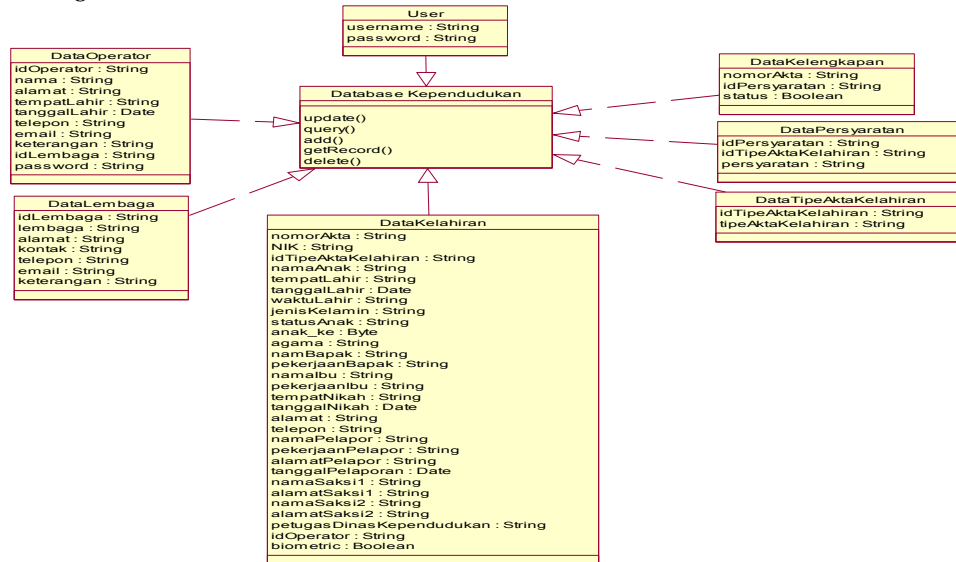 User
username : String
password : String
DataOperator
idOperator : String
nama : String
alamat : String
tempatLahir : String
tanggalLahir : Date
telepon : String
email : String
keterangan : String
idLembaga : String
password : String
Database Kependudukan
update()
query()
add()
getRecord()
delete()
DataKelengkapan
nomorAkta : String
idPersyaratan : String
status : Boolean
DataPersyaratan
idPersyaratan : String
idTipeAktaKelahiran : String
persyaratan : String
DataTipeAktaKelahiran
idTipeAktaKelahiran : String
tipeAktaKelahiran : String
DataLembaga
idLembaga : String
lembaga : String
alamat : String
kontak : String
telepon : String
email : String
keterangan : String
DataKelahiran
nomorAkta : String
NIK : String
idTipeAktaKelahiran : String
namaAnak : String
tempatLahir : String
tanggalLahir : Date
waktuLahir : String
jenisKelamin : String
statusAnak : String
anak_ke : Byte
agama : String
namBapak : String
pekerjaanBapak : String
namaIbu : String
pekerjaanIbu : String
tempatNikah : String
tanggalNikah : Date
alamat : String
telepon : String
namaPelapor : String
pekerjaanPelapor : String
alamatPelapor : String
tanggalPelaporan : Date
namaSaksi1 : String
alamatSaksi1 : String
namaSaksi2 : String
alamatSaksi2 : String
petugasDinasKependudukan : String
idOperator : String
biometric : Boolean